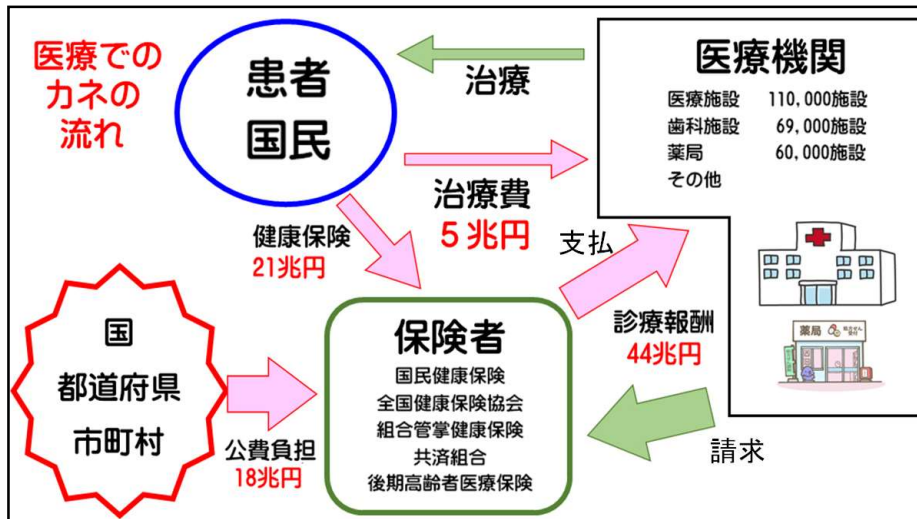 医療での
カネの
流れ
患者
国民
治療
医療機関
医療施設 110,000施設
歯科施設 69,000施設
薬局 60,000施設
その他
治療費
5兆円
健康保険
21兆円
支払
国
都道府県
市町村
公費負担
18兆円
保険者
国民健康保険
全国健康保険協会
組合管掌健康保険
共済組合
後期高齢者医療保険
診療報酬
44兆円
請求
薬局
処方せん
受付